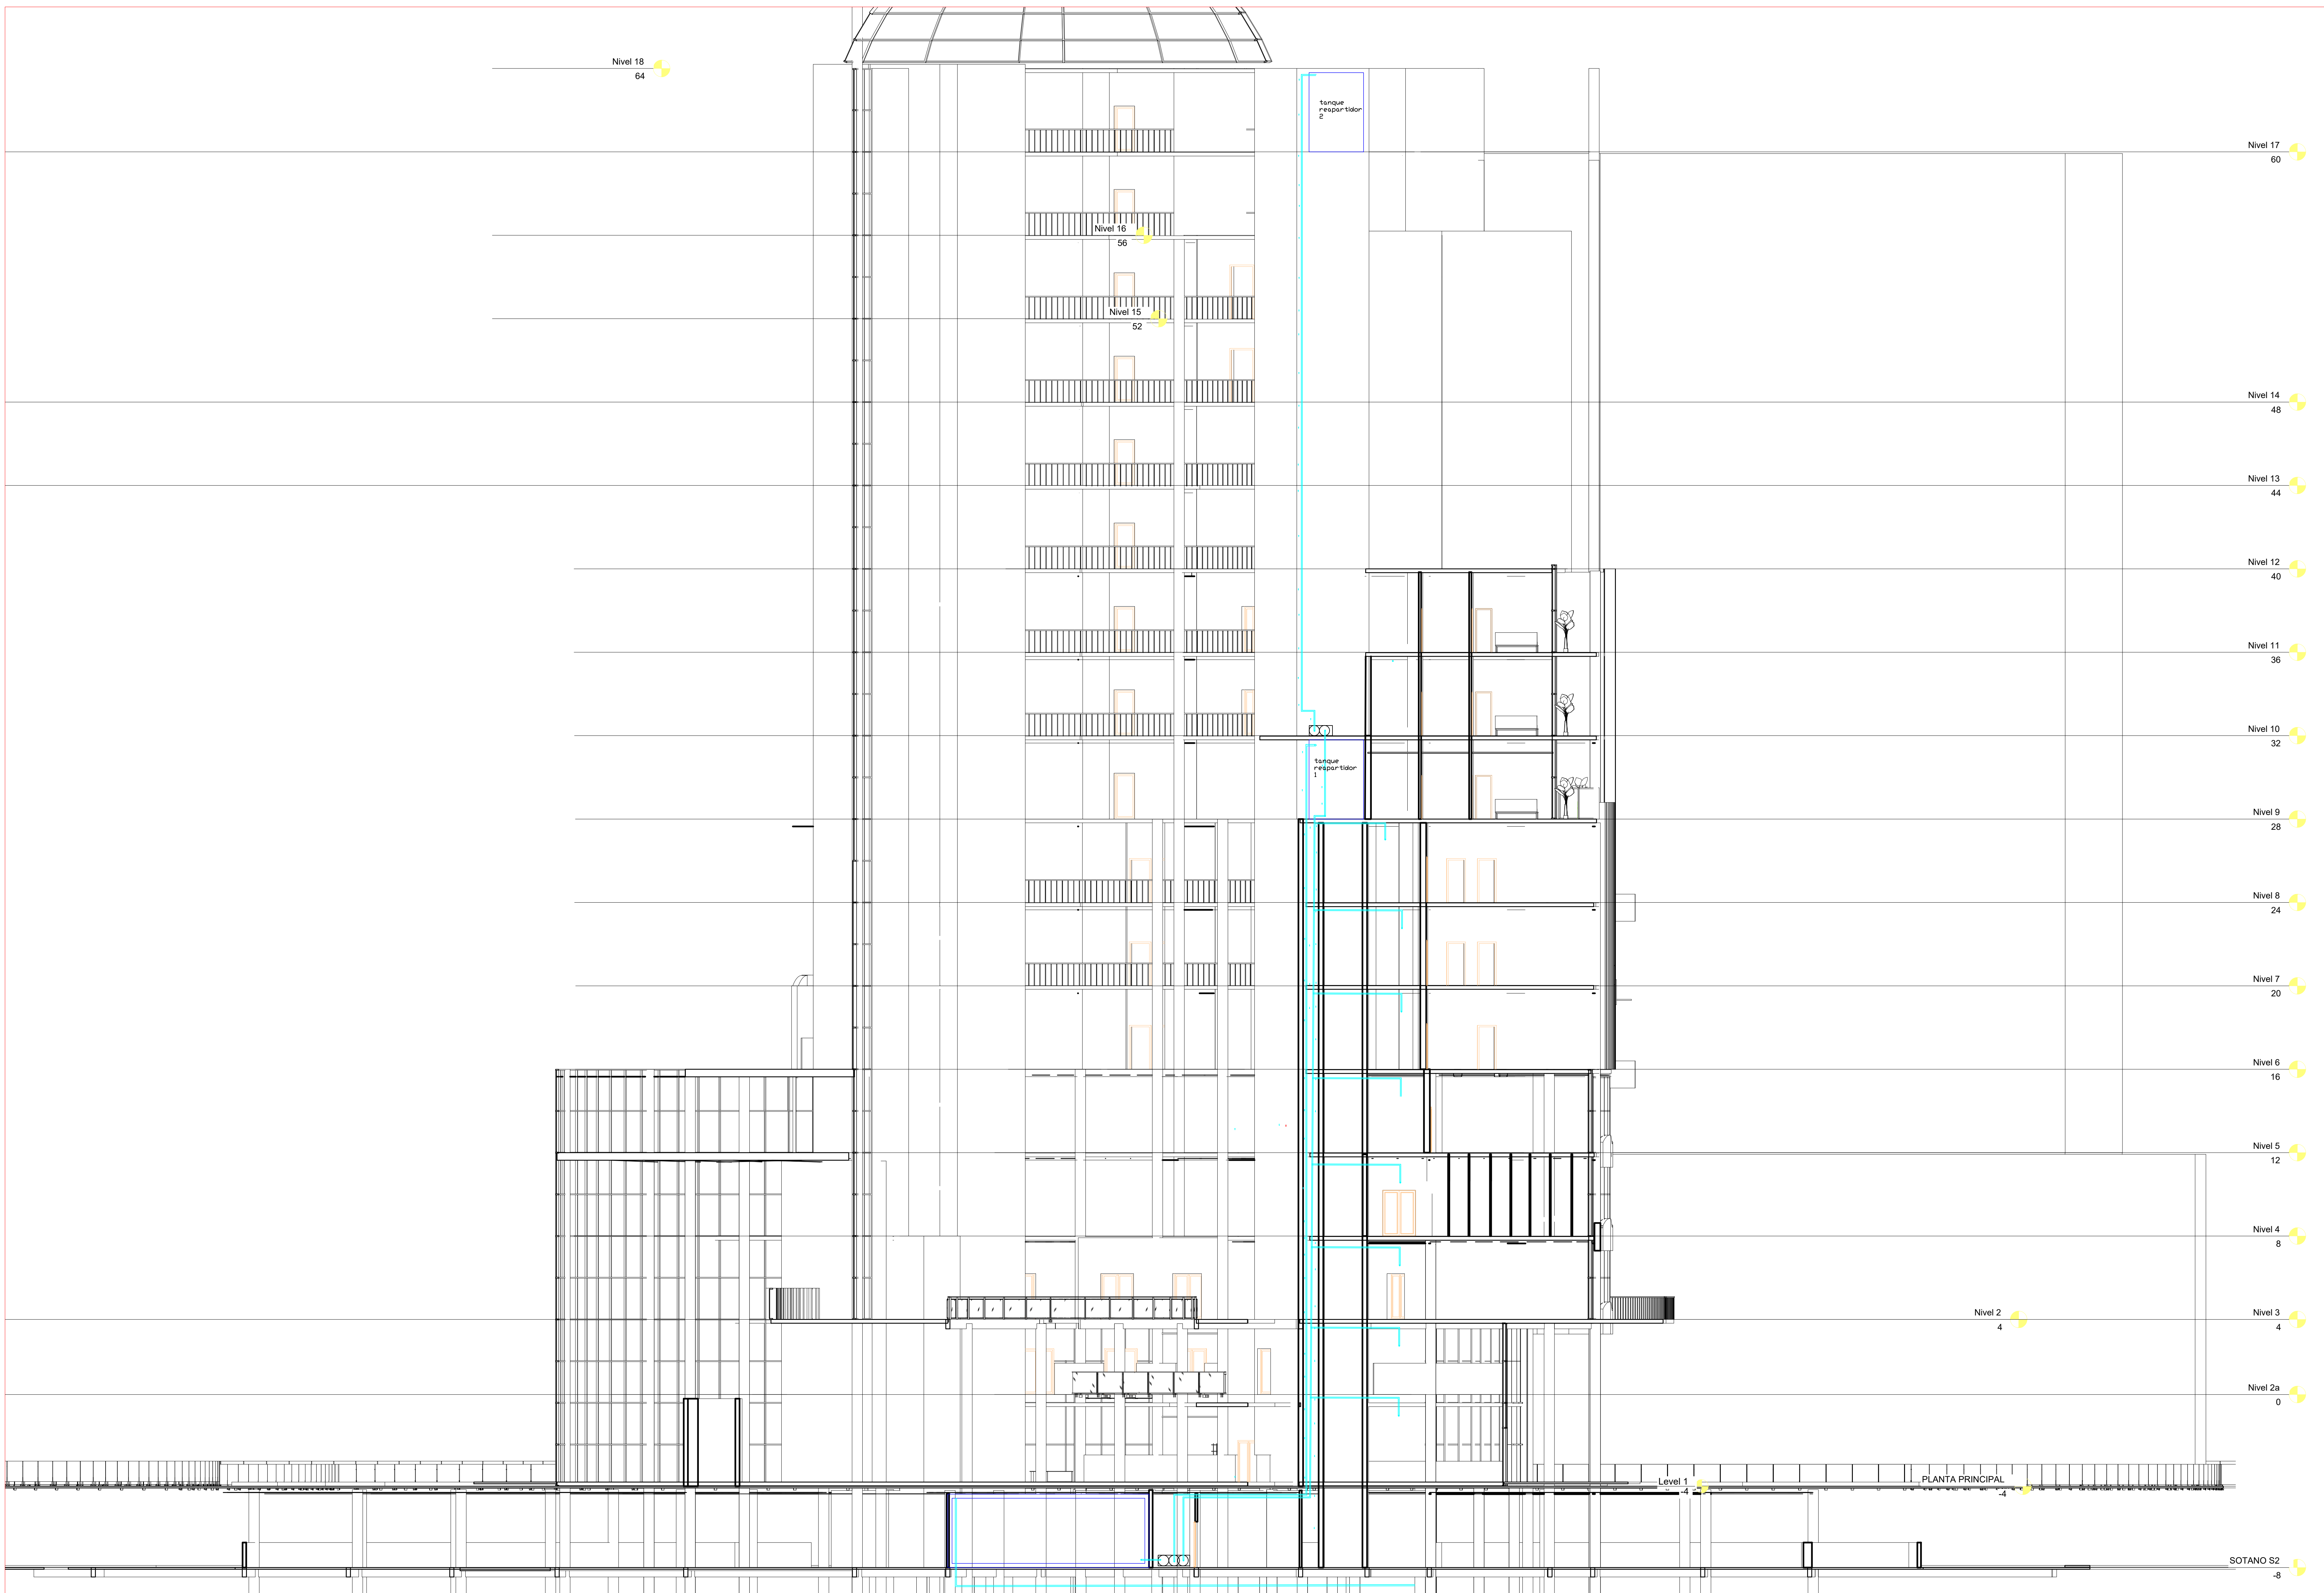 Nivel 18
64
tanque
reapartidor
2
Nivel 17
60
Nivel 16
56
Nivel 15
52
Nivel 14
48
Nivel 13
44
Nivel 12
40
Nivel 11
36
Nivel 10
32
tanque
reapartidor
1
Nivel 9
28
Nivel 8
24
Nivel 7
20
Nivel 6
16
Nivel 5
12
Nivel 4
8
Nivel 2
4
Nivel 3
4
Nivel 2a
0
Level 1
-4
PLANTA PRINCIPAL
-4
SOTANO S2
-8